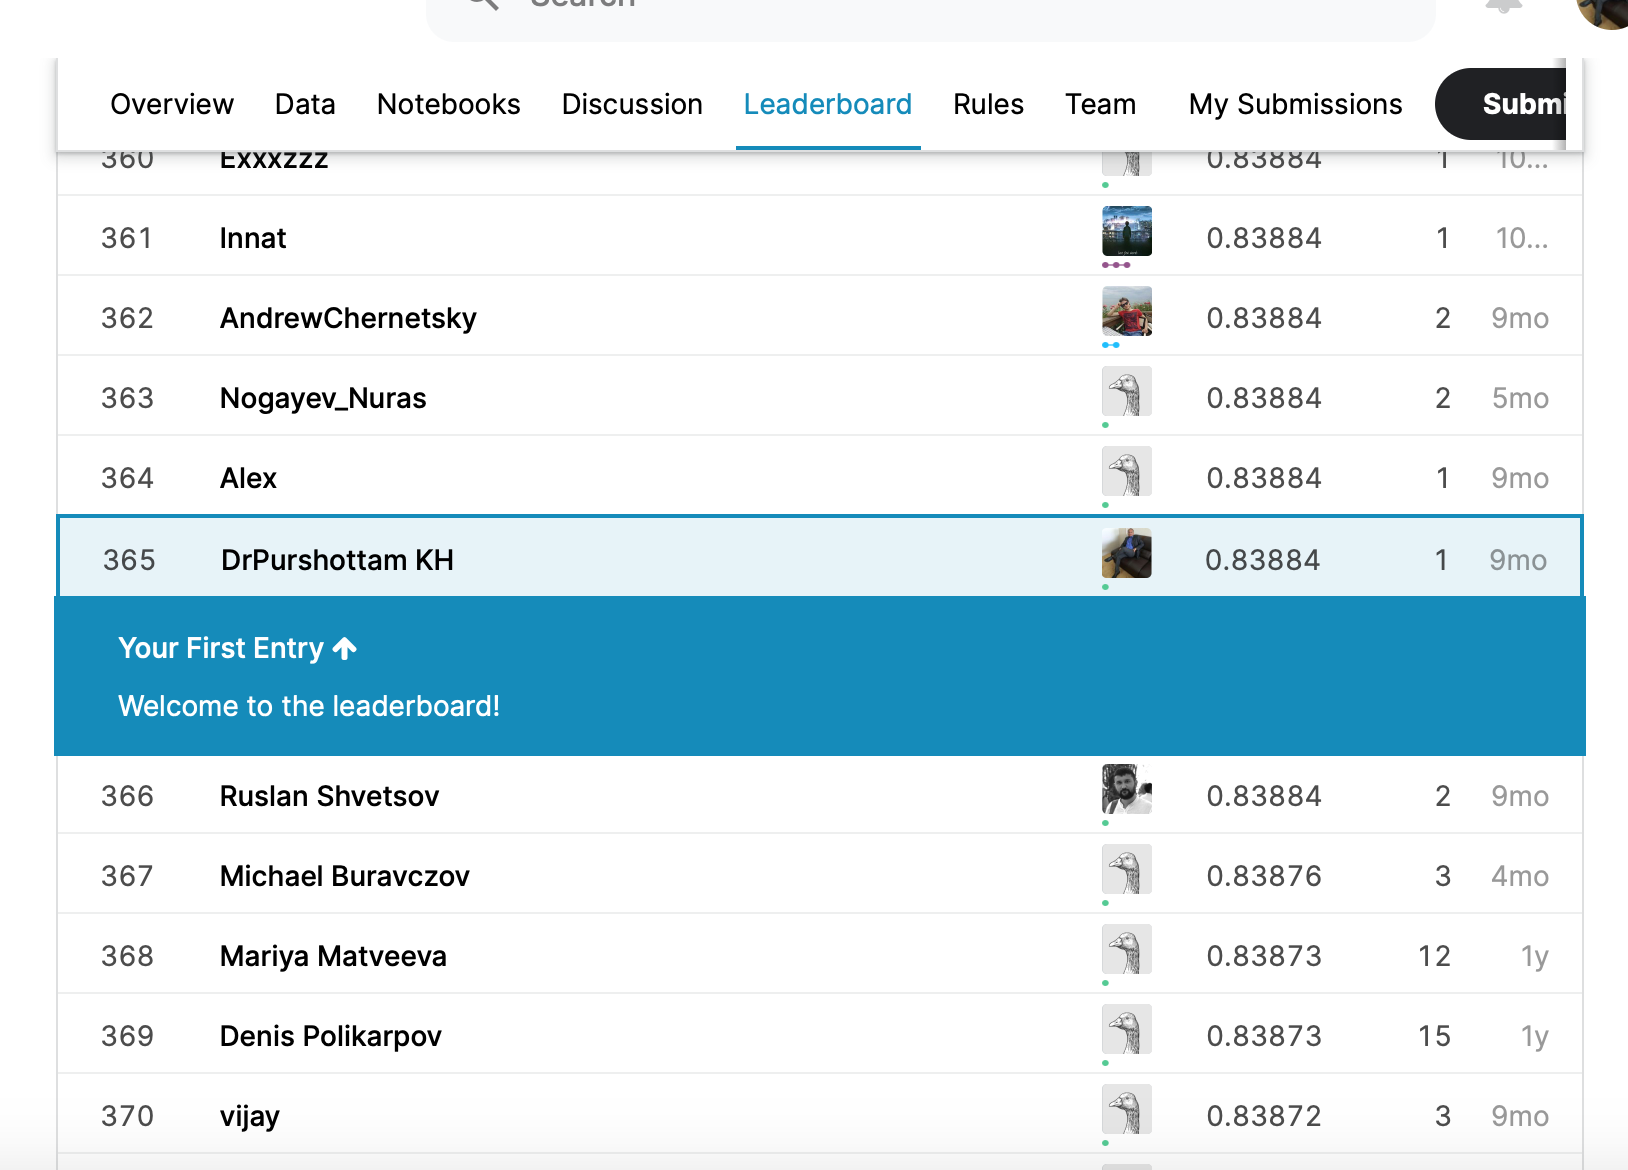 Search
Overview Data Notebooks Discussion Leaderboard Rules Team My Submissions Submi
360 Exxxzzz 0.83884 1 10...
361 Innat 0.83884 1 10...
362 AndrewChernetsky 0.83884 2 9mo
363 Nogayev_Nuras 0.83884 2 5mo
364 Alex 0.83884 1 9mo
365 DrPurshottam KH 0.83884 1 9mo
Your First Entry
Welcome to the leaderboard!
366 Ruslan Shvetsov 0.83884 2 9mo
367 Michael Buravczov 0.83876 3 4mo
368 Mariya Matveeva 0.83873 12 1y
369 Denis Polikarpov 0.83873 15 1y
370 vijay 0.83872 3 9mo